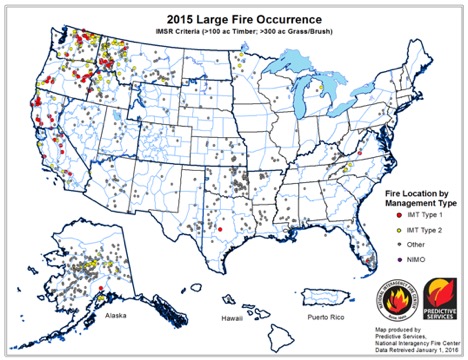 2015 Large Fire Occurrence
IMSR Criteria (>100 ac Timber; >300 ac Grass/Brush)
Fire Location by
Management Type
IMT Type 1
IMT Type 2
Other
NIMO
Alaska
Hawaii
Puerto Rico
NATIONAL INTERAGENCY FIRE CENTER
PREDICTIVE
SERVICES
Map produced by
Predictive Services,
National Interagency Fire Center
Data Retreived January 1, 2016